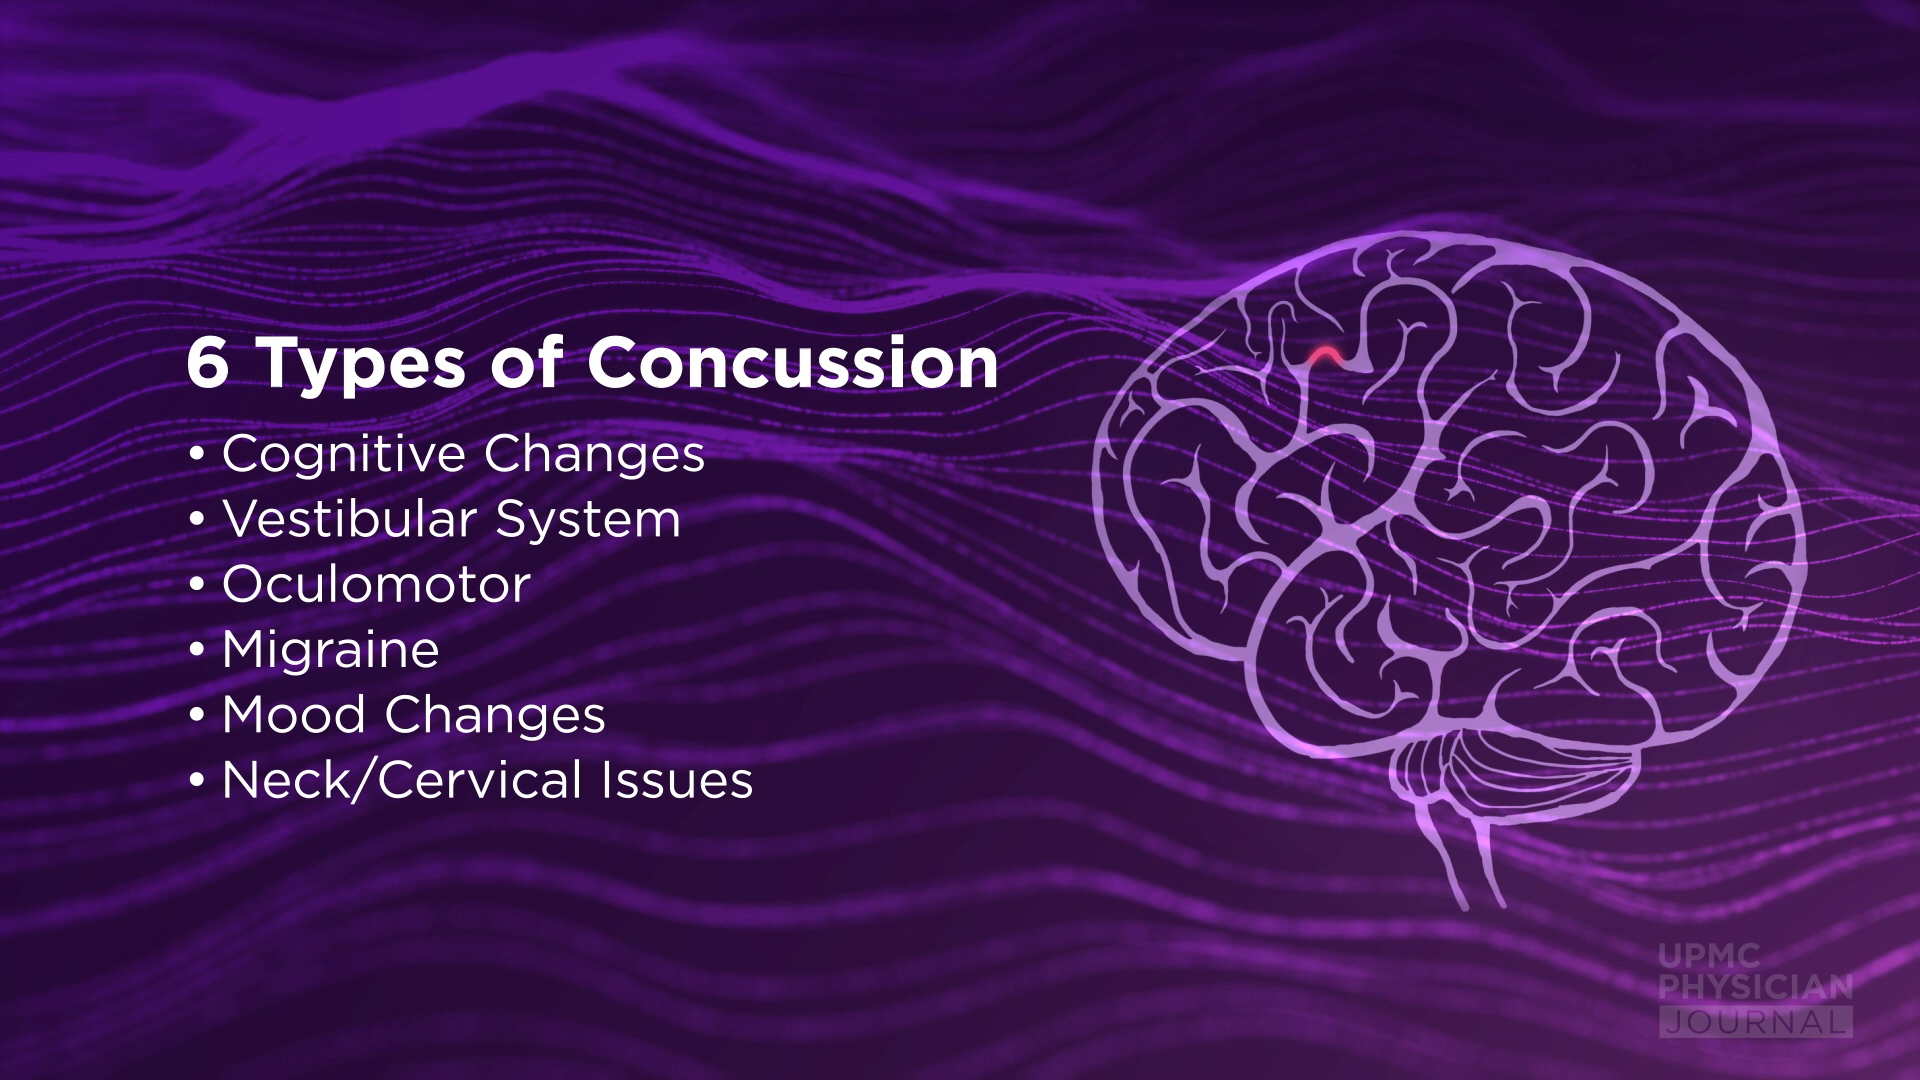 6 Types of Concussion
• Cognitive Changes
• Vestibular System
• Oculomotor
• Migraine
• Mood Changes
• Neck/Cervical Issues
UPMC
PHYSICIAN
JOURNAL